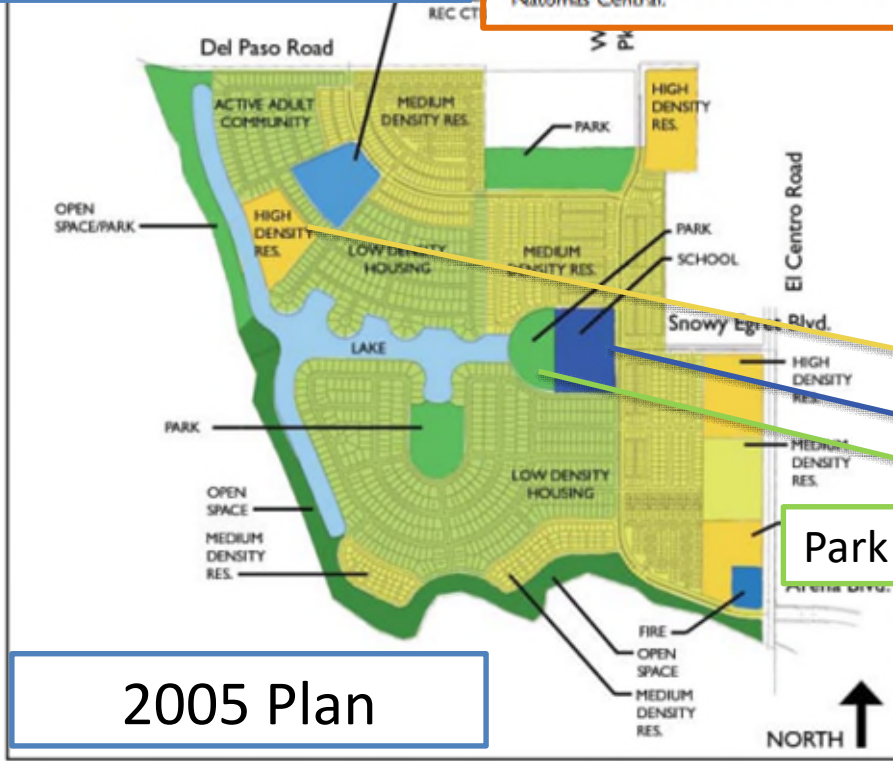 Natomas Central.
REC CT
Del Paso Road
ACTIVE ADULT
COMMUNITY
MEDIUM
DENSITY RES.
HIGH
DENSITY
RES.
PARK
OPEN
SPACE/PARK
HIGH
DENSITY
RES.
LOW DENSITY
HOUSING
MEDIUM
DENSITY RES.
PARK
SCHOOL
El Centro Road
Snowy Egret Blvd.
LAKE
HIGH
DENSITY
RES.
PARK
MEDIUM
DENSITY
RES.
LOW DENSITY
HOUSING
OPEN
SPACE
MEDIUM
DENSITY
RES.
Park
Arena Blvd.
FIRE
OPEN
SPACE
MEDIUM
DENSITY
RES.
2005 Plan
NORTH